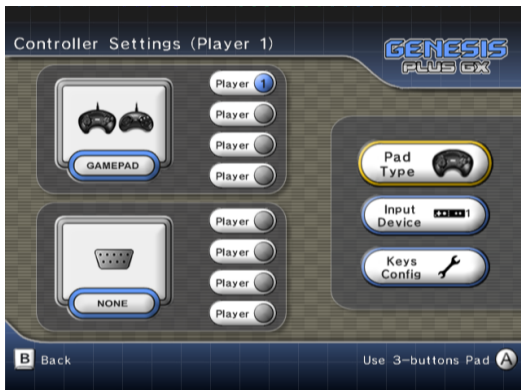 Controller Settings (Player 1)
GENESIS
PLUS GX
Player 1
Player
Player
Player
GAMEPAD
Player
Player
Player
Player
NONE
Pad
Type
Input
Device
1
Keys
Config
B Back
Use 3-buttons Pad A